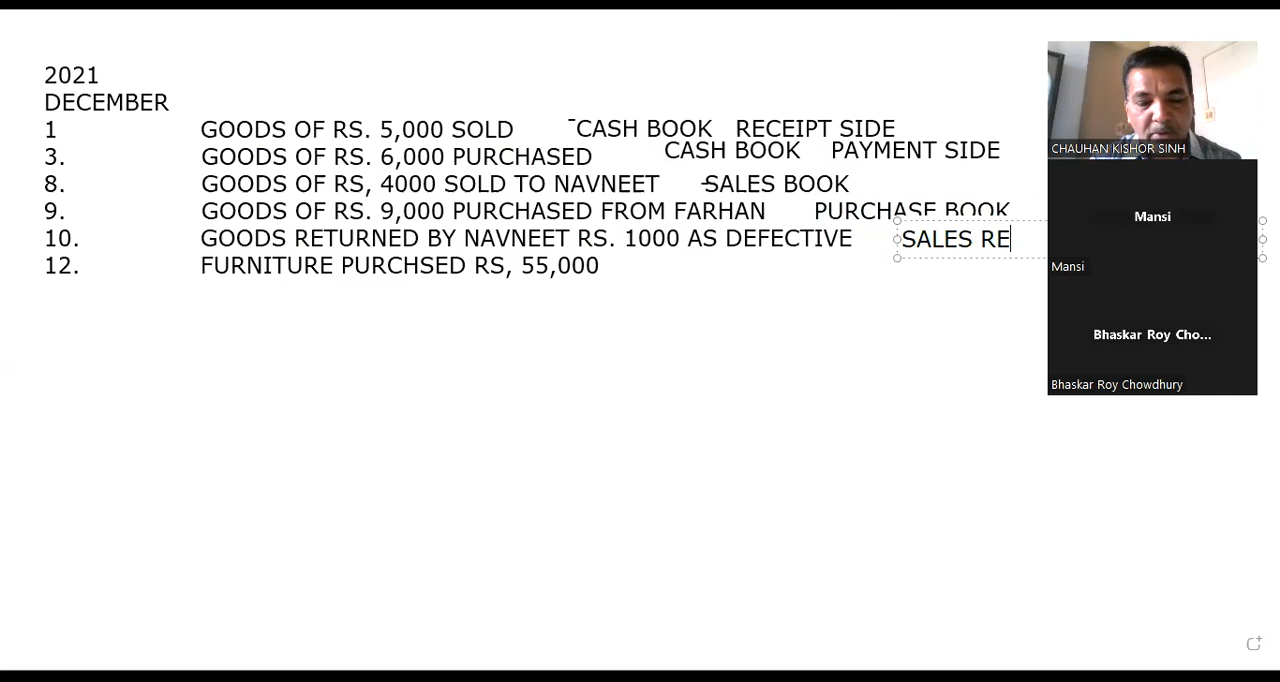 2021
DECEMBER
1 GOODS OF RS. 5,000 SOLD -CASH BOOK RECEIPT SIDE
3. GOODS OF RS. 6,000 PURCHASED CASH BOOK PAYMENT SIDE
8. GOODS OF RS, 4000 SOLD TO NAVNEET -SALES BOOK
9. GOODS OF RS. 9,000 PURCHASED FROM FARHAN PURCHASE BOOK
10. GOODS RETURNED BY NAVNEET RS. 1000 AS DEFECTIVE SALES RE
12. FURNITURE PURCHSED RS, 55,000
CHAUHAN KISHOR SINH
Mansi
Mansi
Bhaskar Roy Cho...
Bhaskar Roy Chowdhury